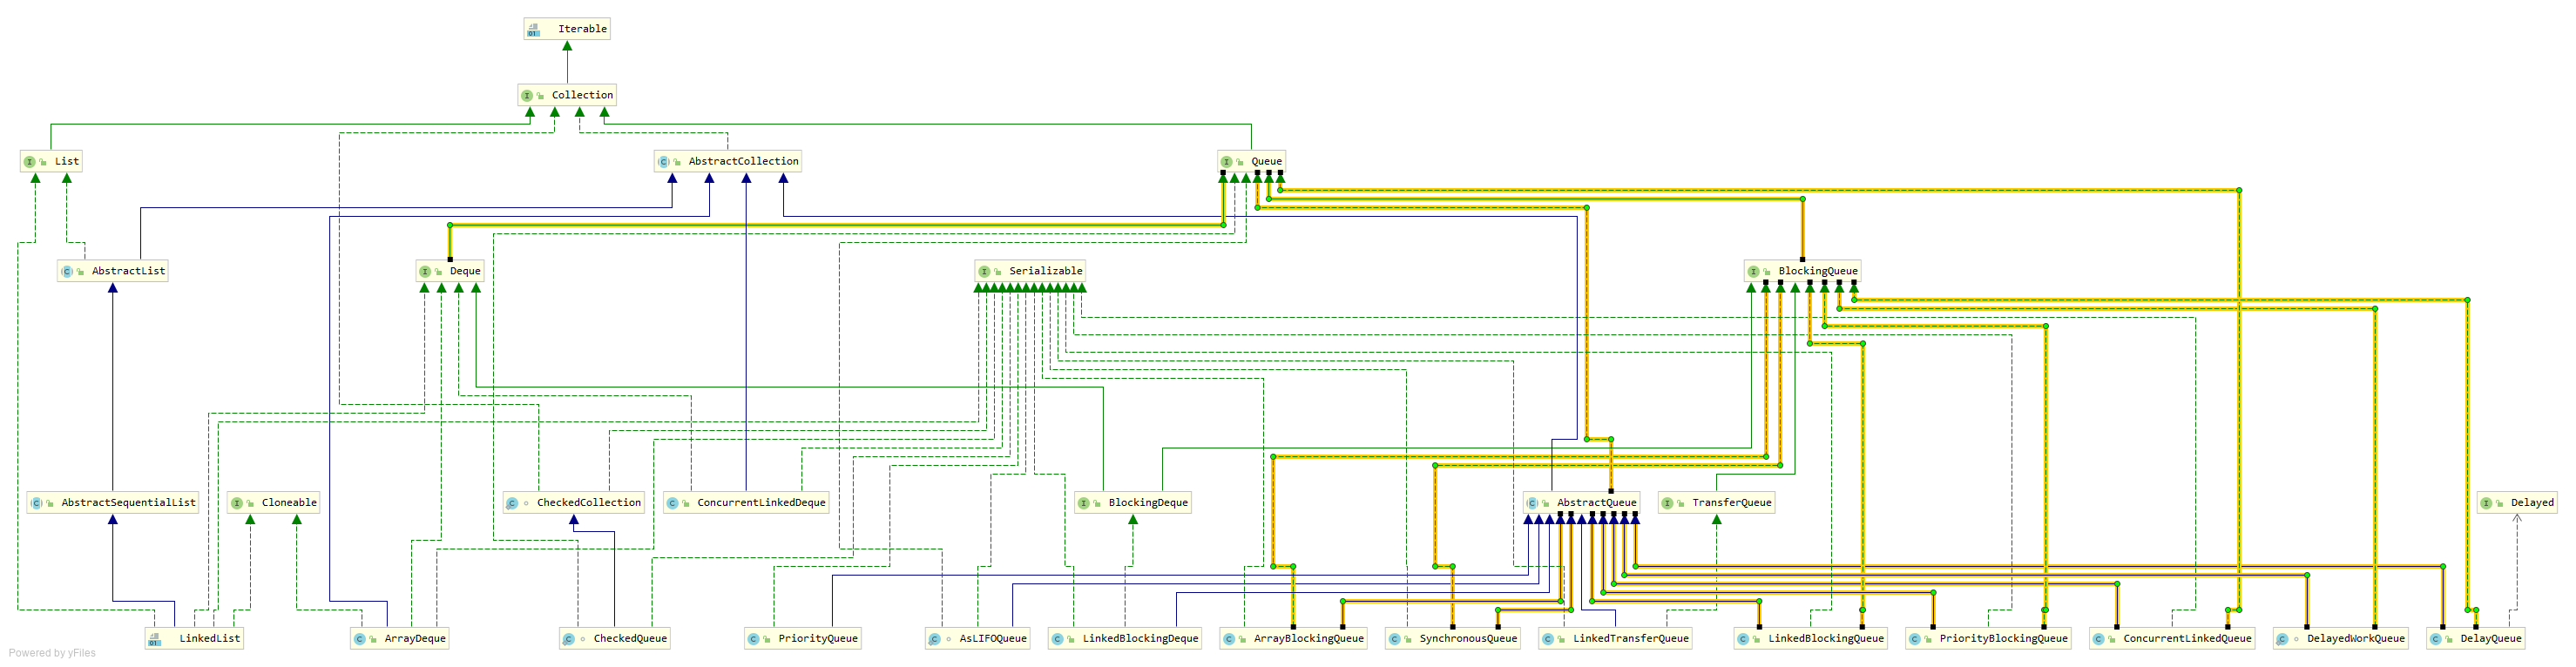 Iterable
Collection
List
AbstractCollection
Queue
AbstractList
Deque
Serializable
BlockingQueue
AbstractSequentialList
Cloneable
CheckedCollection
ConcurrentLinkedDeque
BlockingDeque
AbstractQueue
TransferQueue
Delayed
LinkedList
ArrayDeque
CheckedQueue
PriorityQueue
AsLIFOQueue
LinkedBlockingDeque
ArrayBlockingQueue
SynchronousQueue
LinkedTransferQueue
LinkedBlockingQueue
PriorityBlockingQueue
ConcurrentLinkedQueue
DelayedWorkQueue
DelayQueue
Powered by yFiles